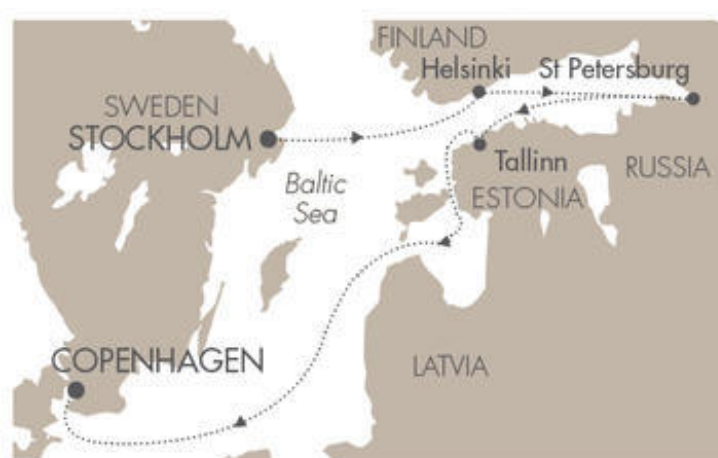 FINLAND
Helsinki
St Petersburg
SWEDEN
STOCKHOLM
Tallinn
RUSSIA
Baltic
Sea
ESTONIA
COPENHAGEN
LATVIA